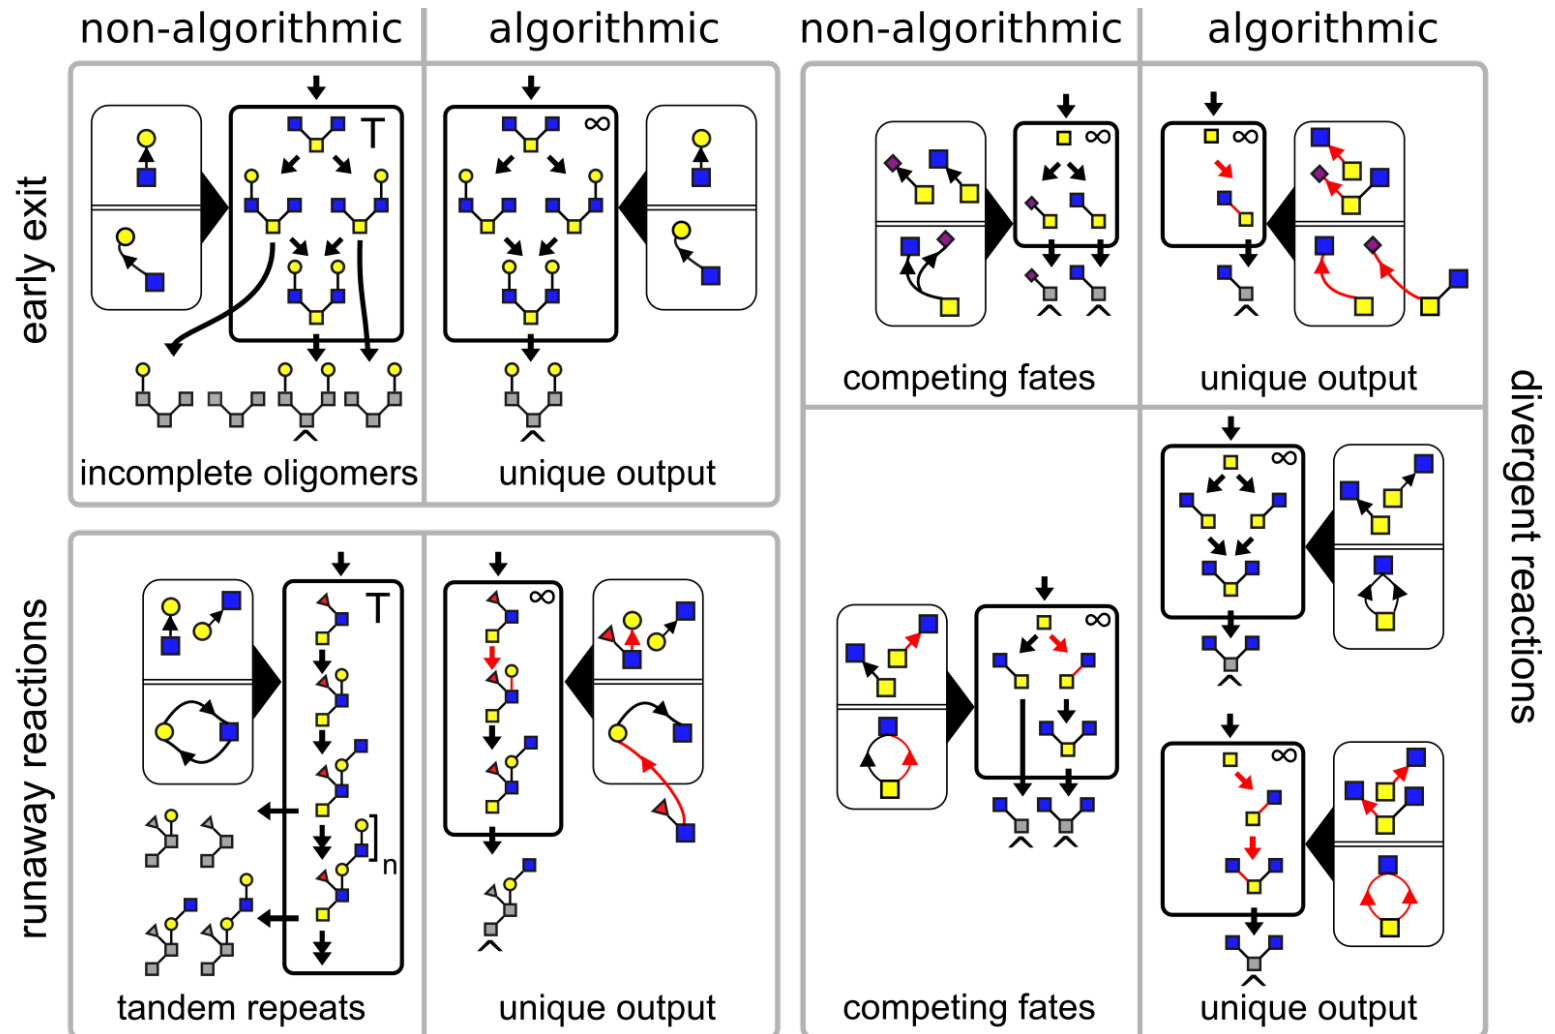 non-algorithmic
algorithmic
non-algorithmic
algorithmic
early exit
T
∞
incomplete oligomers
unique output
∞
∞
competing fates
unique output
divergent reactions
runaway reactions
T
n
∞
tandem repeats
unique output
∞
∞
∞
competing fates
unique output